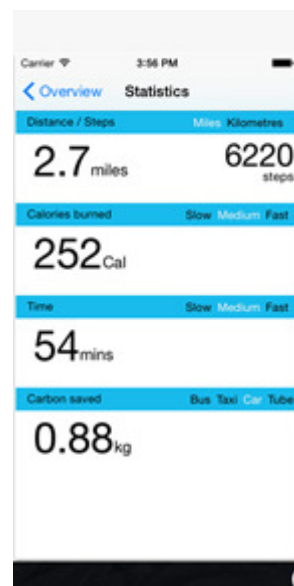 Carrier 3:56 PM
Overview Statistics
Distance / Steps Miles Kilometres
2.7 miles 6220
steps
Calories burned Slow Medium Fast
252 Cal
Time Slow Medium Fast
54 mins
Carbon saved Bus Taxi Car Tube
0.88 kg